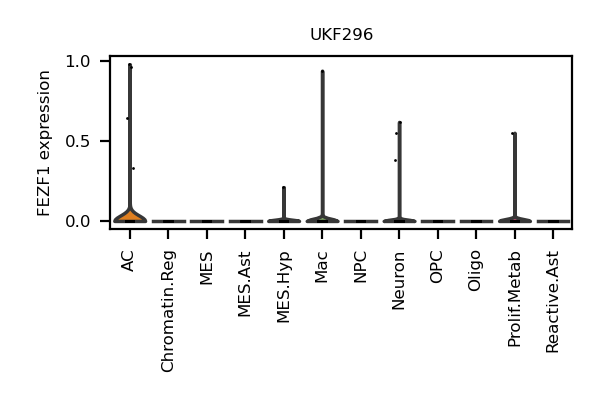 UKF296
FEZF1 expression
1.0
0.5
0.0
AC
Chromatin.Reg
MES
MES.Ast
MES.Hyp
Mac
NPC
Neuron
OPC
Oligo
Prolif.Metab
Reactive.Ast